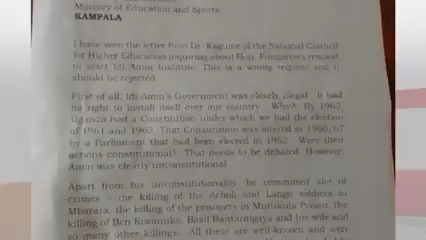 Ministry of Education and Sports
KAMPALA
I have seen the letter from Dr. Kagume of the National Council
for Higher Education inquiring about Hon. request
to start Idi Amin Institute. This is a wrong request and it
should be rejected.
First of all, Idi Amin's Government was clearly illegal. It had
no right to install itself over our country. Why? By 1962,
Uganda had a Constitution under which we had the election
of 1961 and 1962. That Constitution was altered in 1966/67
by a Parliament that had been elected in 1962. Were their
actions constitutional? That needs to be debated. However,
Amin was clearly unconstitutional.
Apart from his unconstitutionality he committed alot of
crimes - the killing of the Acholi and Langi soldiers in
Mbarara, the killing of the prisoners in Mutukula Prison, the
killing of Ben Kiwanuka, Basil Bantaringaya and his wife and
so many other killings. All these are well-known and were